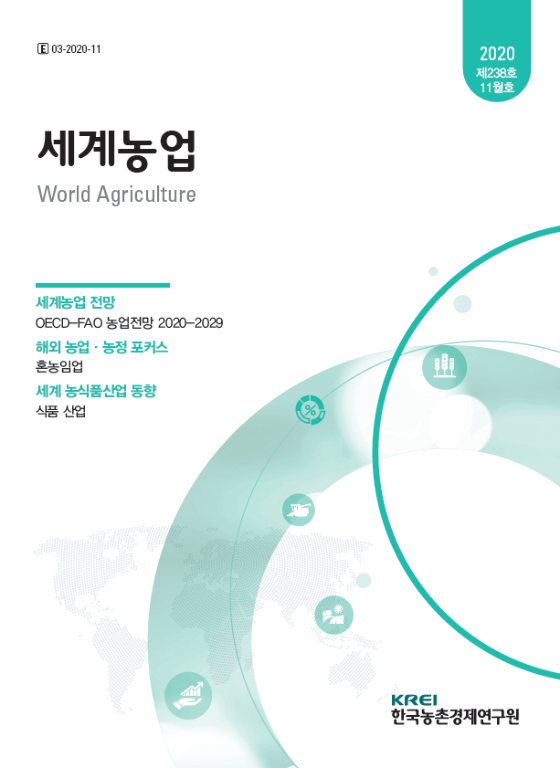 E 03-2020-11
2020
제238호
11월호
세계농업
World Agriculture
세계농업 전망
OECD-FAO 농업전망 2020-2029
해외 농업·농정 포커스
혼농임업
세계 농식품산업 동향
식품 산업
%
KREI
한국농촌경제연구원